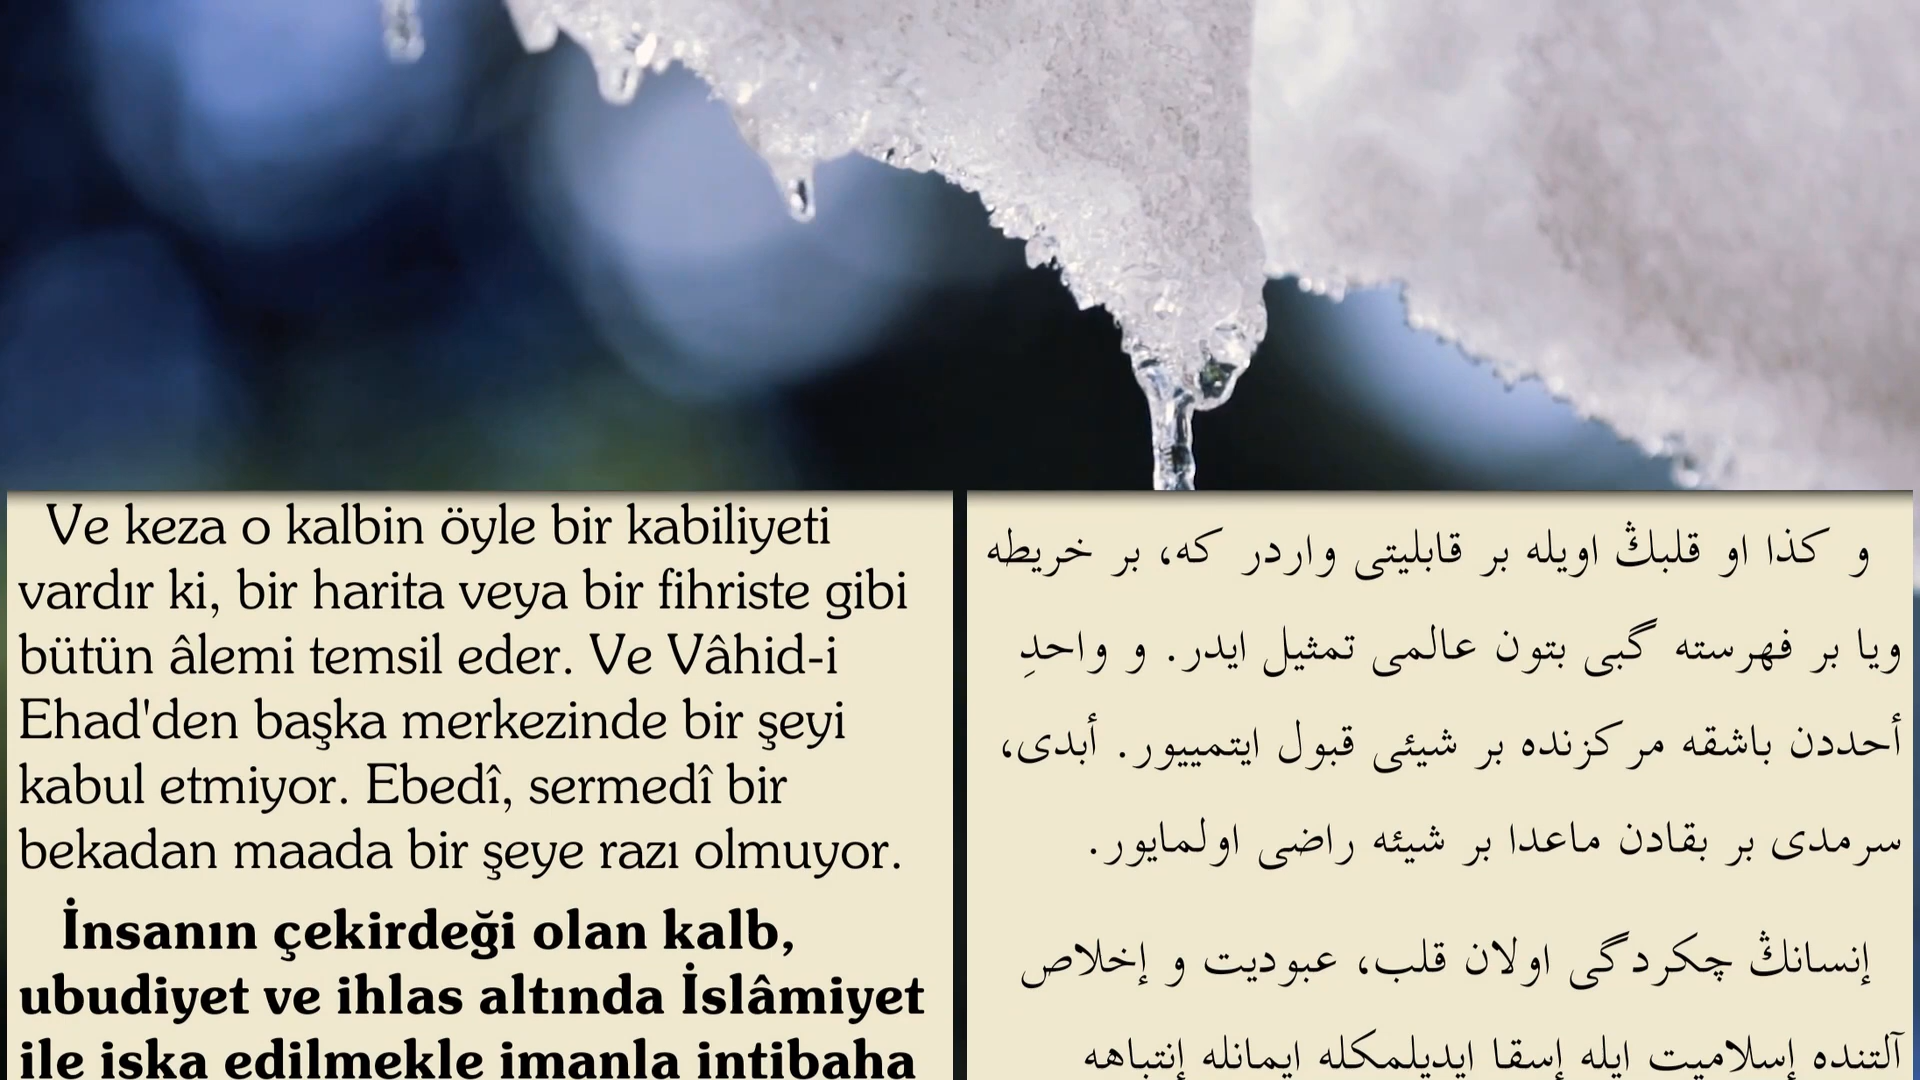 Ve keza o kalbin öyle bir kabiliyeti
vardır ki, bir harita veya bir fihriste gibi
bütün âlemi temsil eder. Ve Vâhid-i
Ehad'den başka merkezinde bir şeyi
kabul etmiyor. Ebedî, sermedî bir
bekadan maada bir şeye razı olmuyor.
İnsanın çekirdeği olan kalb,
ubudiyet ve ihlas altında İslâmiyet
ile iska edilmekle imanla intibaha
و كذا او قلبڭ اويله بر قابليتى واردر كه، بر خريطه
ويا بر فهرسته گبى بتون عالمى تمثيل ايدر. و واحدِ
أحددن باشقه مركزنده بر شيئى قبول ايتمييور. أبدى،
سرمدى بر بقادن ماعدا بر شيئه راضى اولمايور.
إنسانڭ چكردگى اولان قلب، عبوديت و إخلاص
آلتنده إسلاميت ايله إسقا ايديلمكله ايمانله إنتباهه